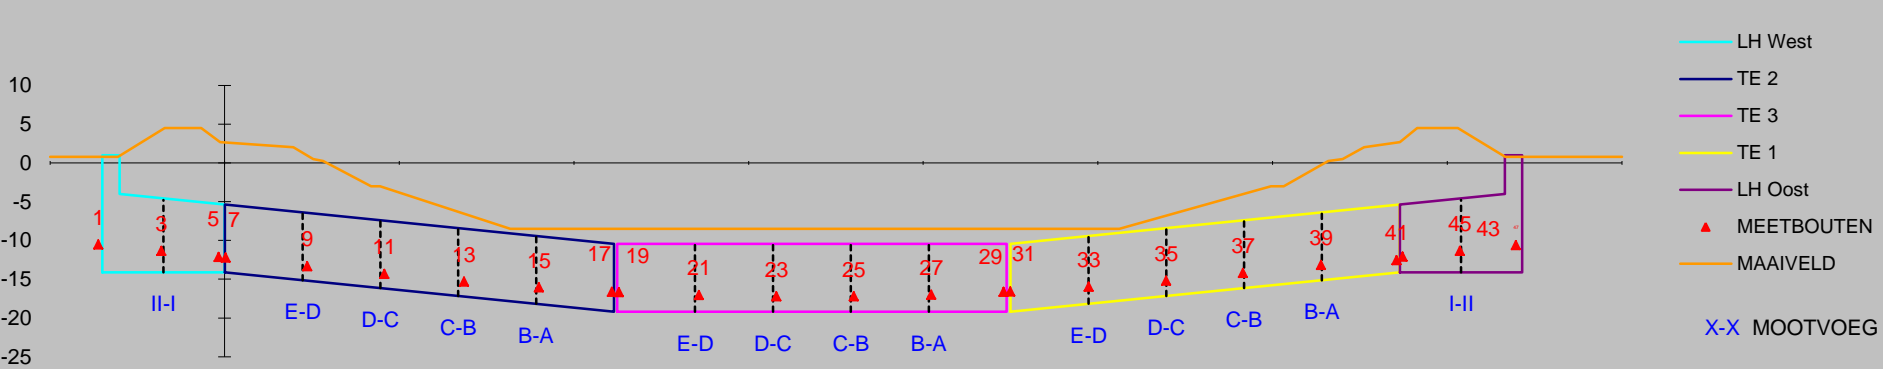 LH West
TE 2
TE 3
TE 1
LH Oost
MEETBOUTEN
MAAIVELD
X-X MOOTVOEG
10
5
0
-5
-10
-15
-20
-25
1 3 5 7 9 11 13 15 17 19 21 23 25 27 29 31 33 35 37 39 41 45 43
II-I E-D D-C C-B B-A E-D D-C C-B B-A E-D D-C C-B B-A I-II